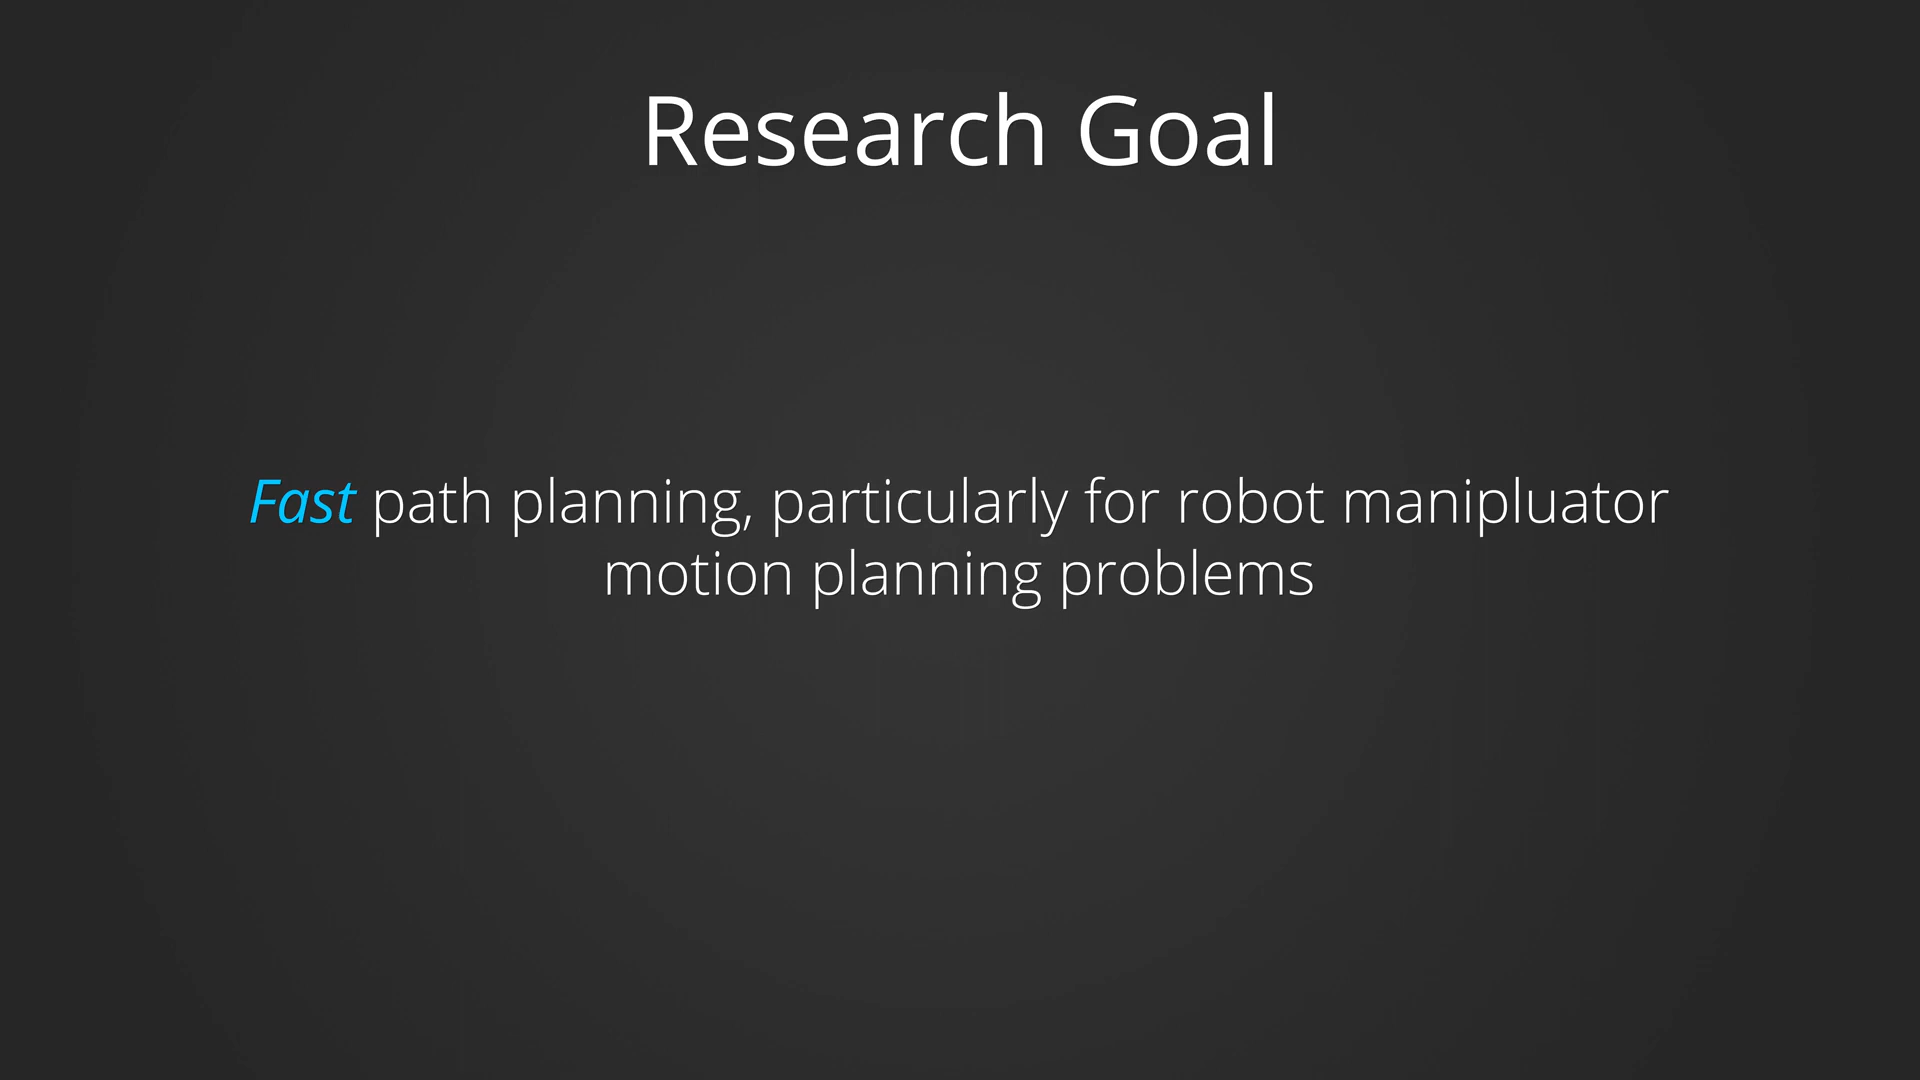 Research Goal
Fast path planning, particularly for robot manipluator
motion planning problems